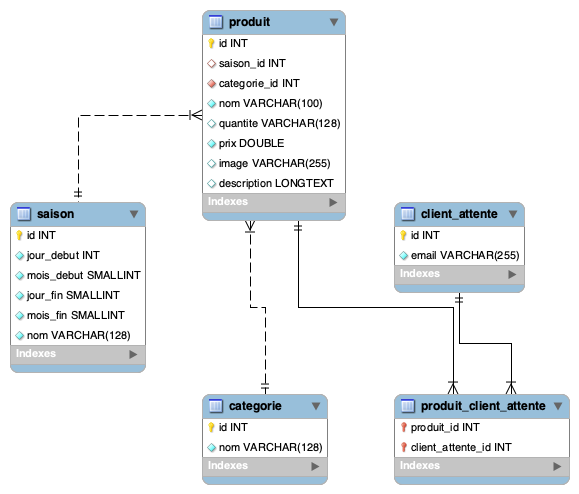 produit
id INT
saison_id INT
categorie_id INT
nom VARCHAR(100)
quantite VARCHAR(128)
prix DOUBLE
image VARCHAR(255)
description LONGTEXT
Indexes
saison
id INT
jour_debut INT
mois_debut SMALLINT
jour_fin SMALLINT
mois_fin SMALLINT
nom VARCHAR(128)
Indexes
client_attente
id INT
email VARCHAR(255)
Indexes
categorie
id INT
nom VARCHAR(128)
Indexes
produit_client_attente
produit_id INT
client_attente_id INT
Indexes